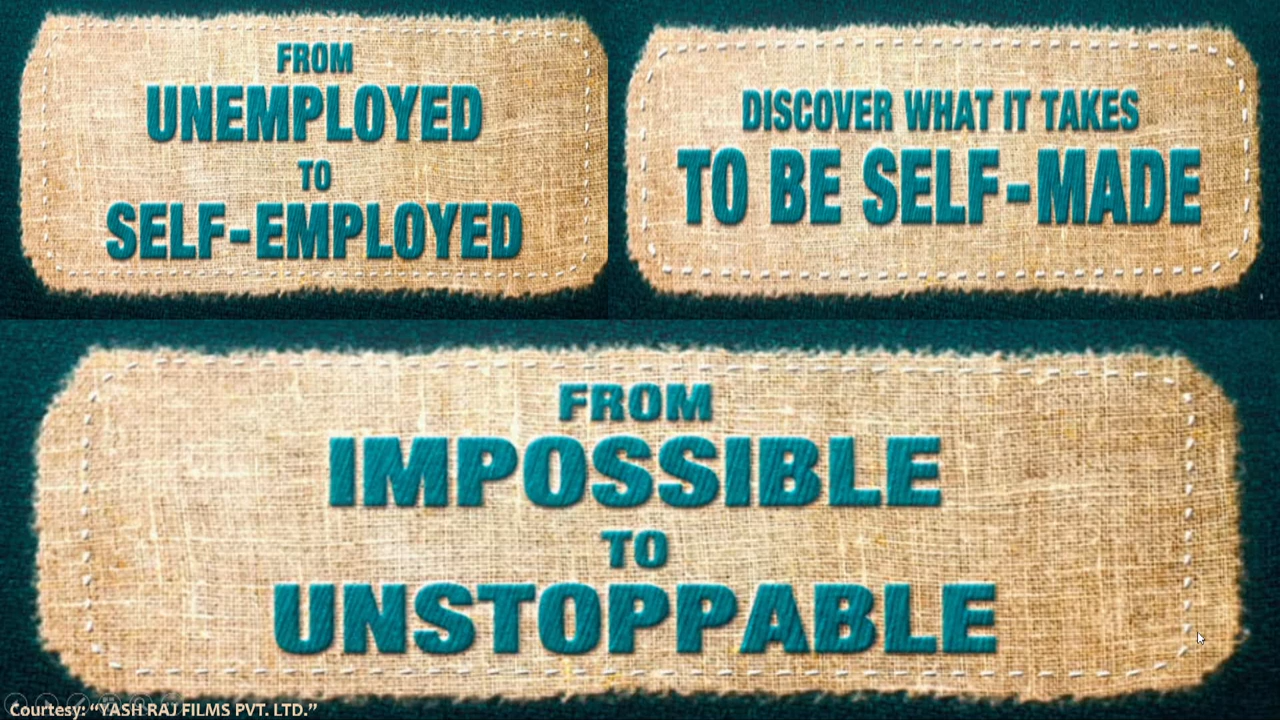 FROM
UNEMPLOYED
TO
SELF-EMPLOYED
DISCOVER WHAT IT TAKES
TO BE SELF-MADE
FROM
IMPOSSIBLE
TO
UNSTOPPABLE
Courtesy: “YASH RAJ FILMS PVT. LTD.”